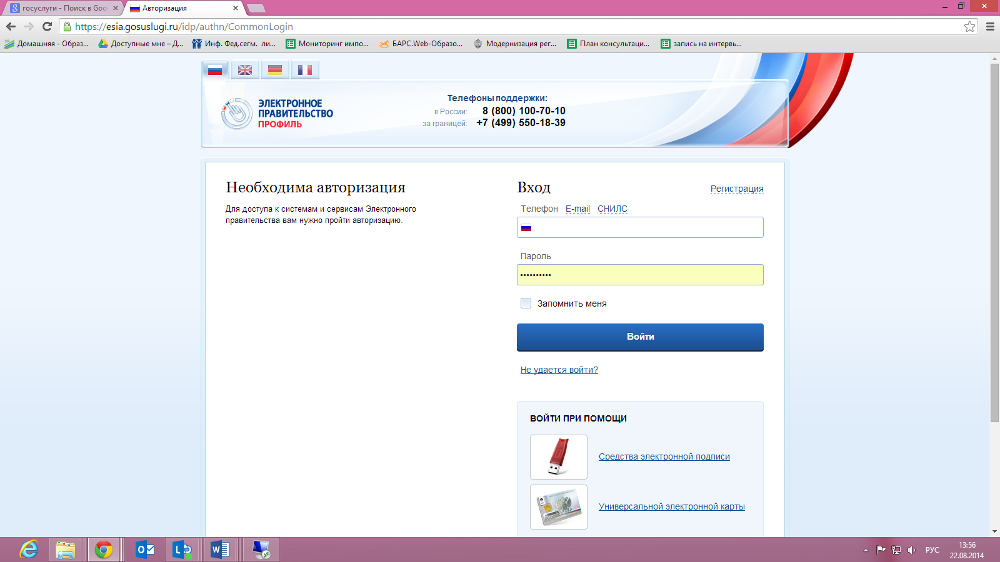 госуслуги - Поиск в Goo
Авторизация
https://esia.gosuslugi.ru/idp/authn/CommonLogin
Домашняя - Образ...
Доступные мне – Д...
Инф. Фед.сегм. ли...
Мониторинг импо...
БАРС.Web-Образо...
Модернизация рег...
План консультаци...
запись на интервь...
ЭЛЕКТРОННОЕ
ПРАВИТЕЛЬСТВО
ПРОФИЛЬ
Телефоны поддержки:
в России: 8 (800) 100-70-10
за границей: +7 (499) 550-18-39
Необходима авторизация
Для доступа к системам и сервисам Электронного
правительства вам нужно пройти авторизацию.
Вход
Регистрация
Телефон E-mail СНИЛС
Пароль
••••••••••
Запомнить меня
Войти
Не удается войти?
ВОЙТИ ПРИ ПОМОЩИ
Средства электронной подписи
Универсальной электронной карты
РУС
13:56
22.08.2014